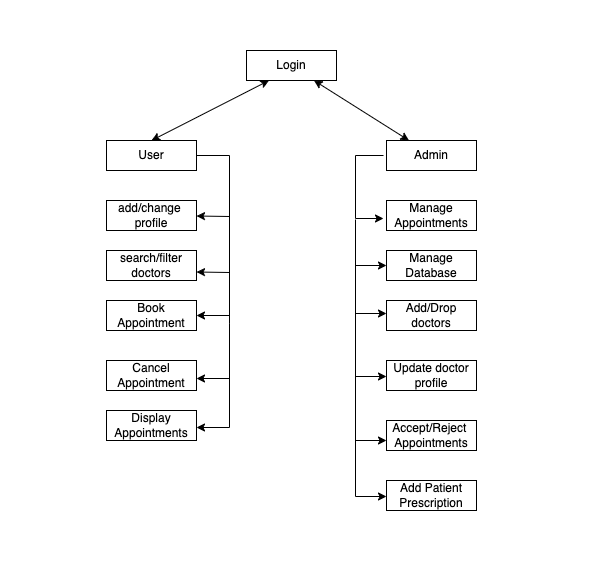 Login
User
Admin
add/change
profile
search/filter
doctors
Book
Appointment
Cancel
Appointment
Display
Appointments
Manage
Appointments
Manage
Database
Add/Drop
doctors
Update doctor
profile
Accept/Reject
Appointments
Add Patient
Prescription